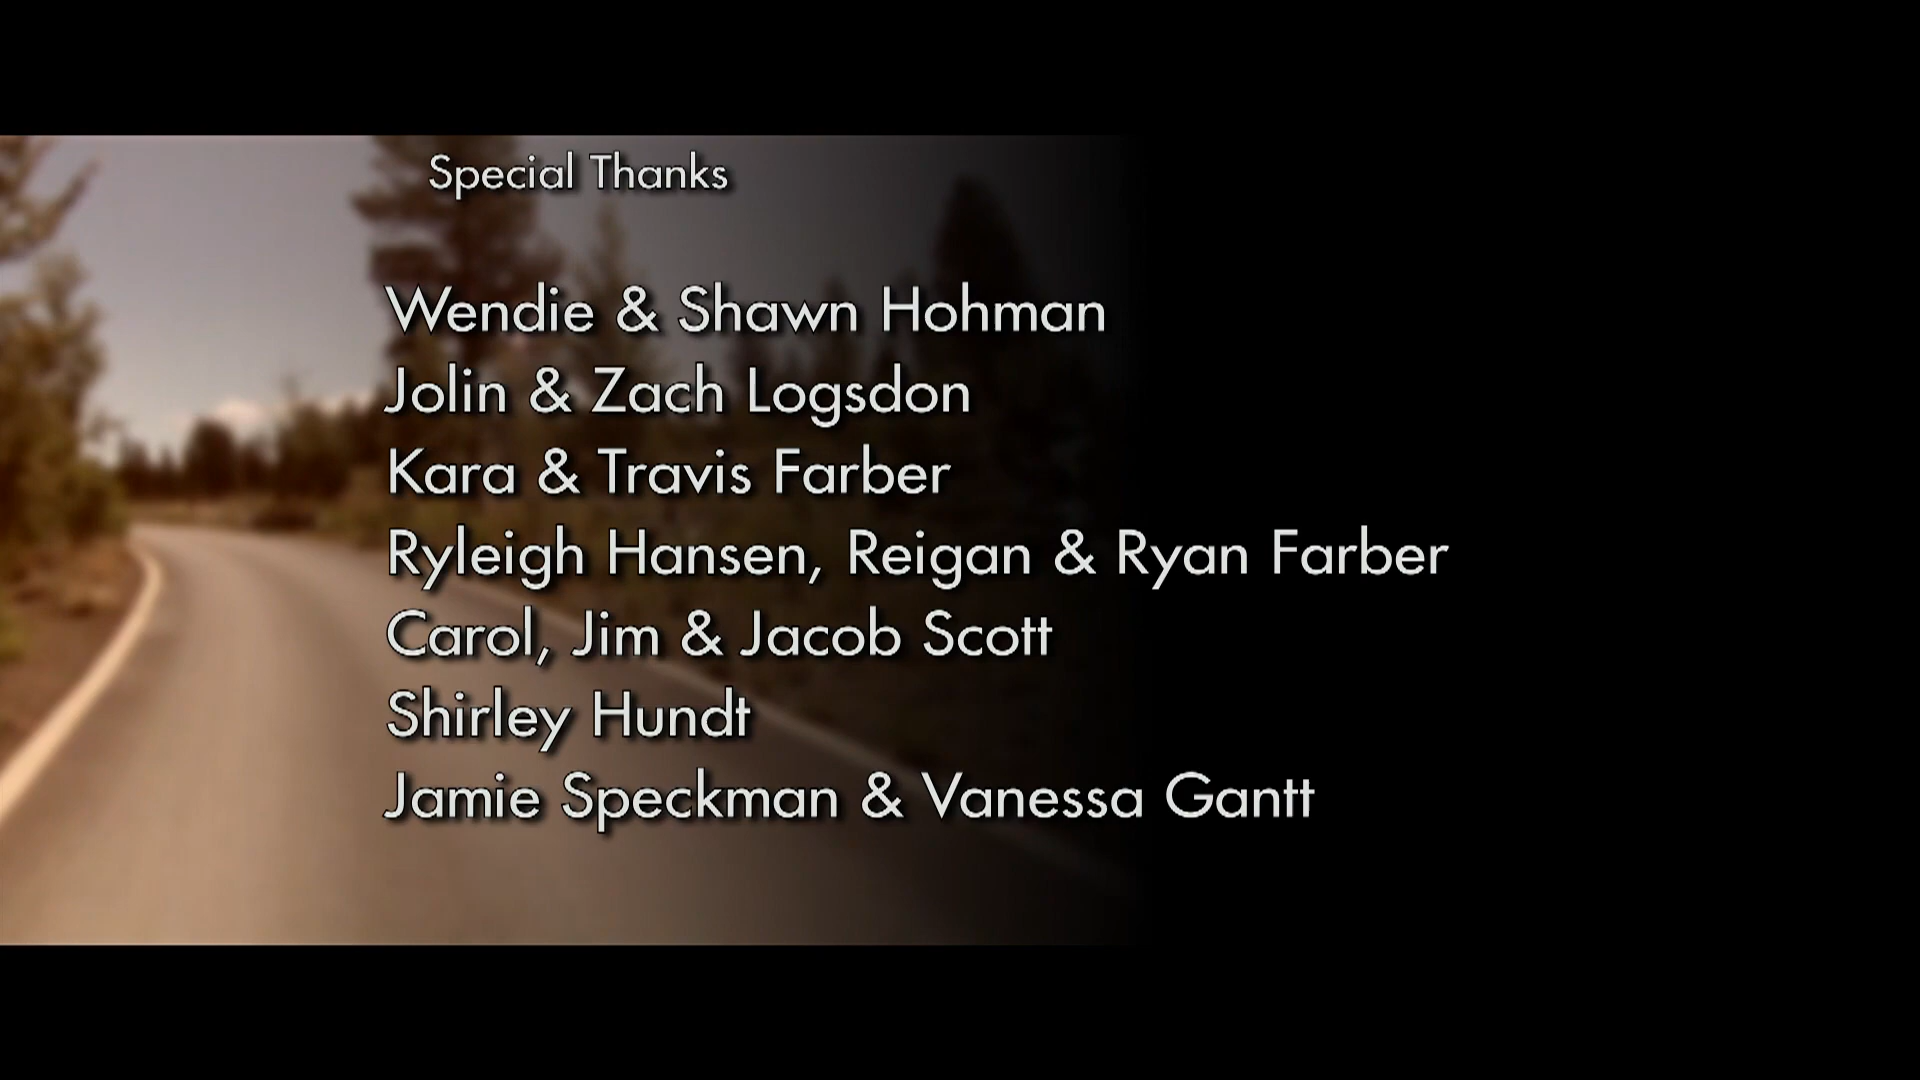 Special Thanks
Wendie & Shawn Hohman
Jolin & Zach Logsdon
Kara & Travis Farber
Ryleigh Hansen, Reigan & Ryan Farber
Carol, Jim & Jacob Scott
Shirley Hundt
Jamie Speckman & Vanessa Gantt